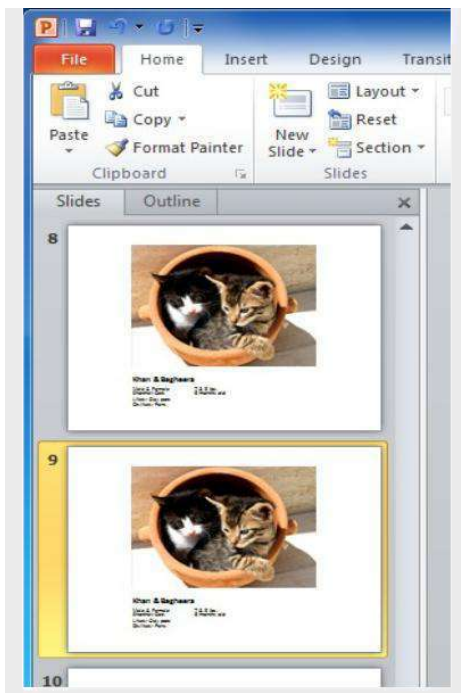 P
File Home Insert Design Transit
Cut
Copy
Paste
Format Painter
Clipboard
New
Slide
Layout
Reset
Section
Slides
Slides Outline
8
Khan & Bagheera
9
Khan & Bagheera
10